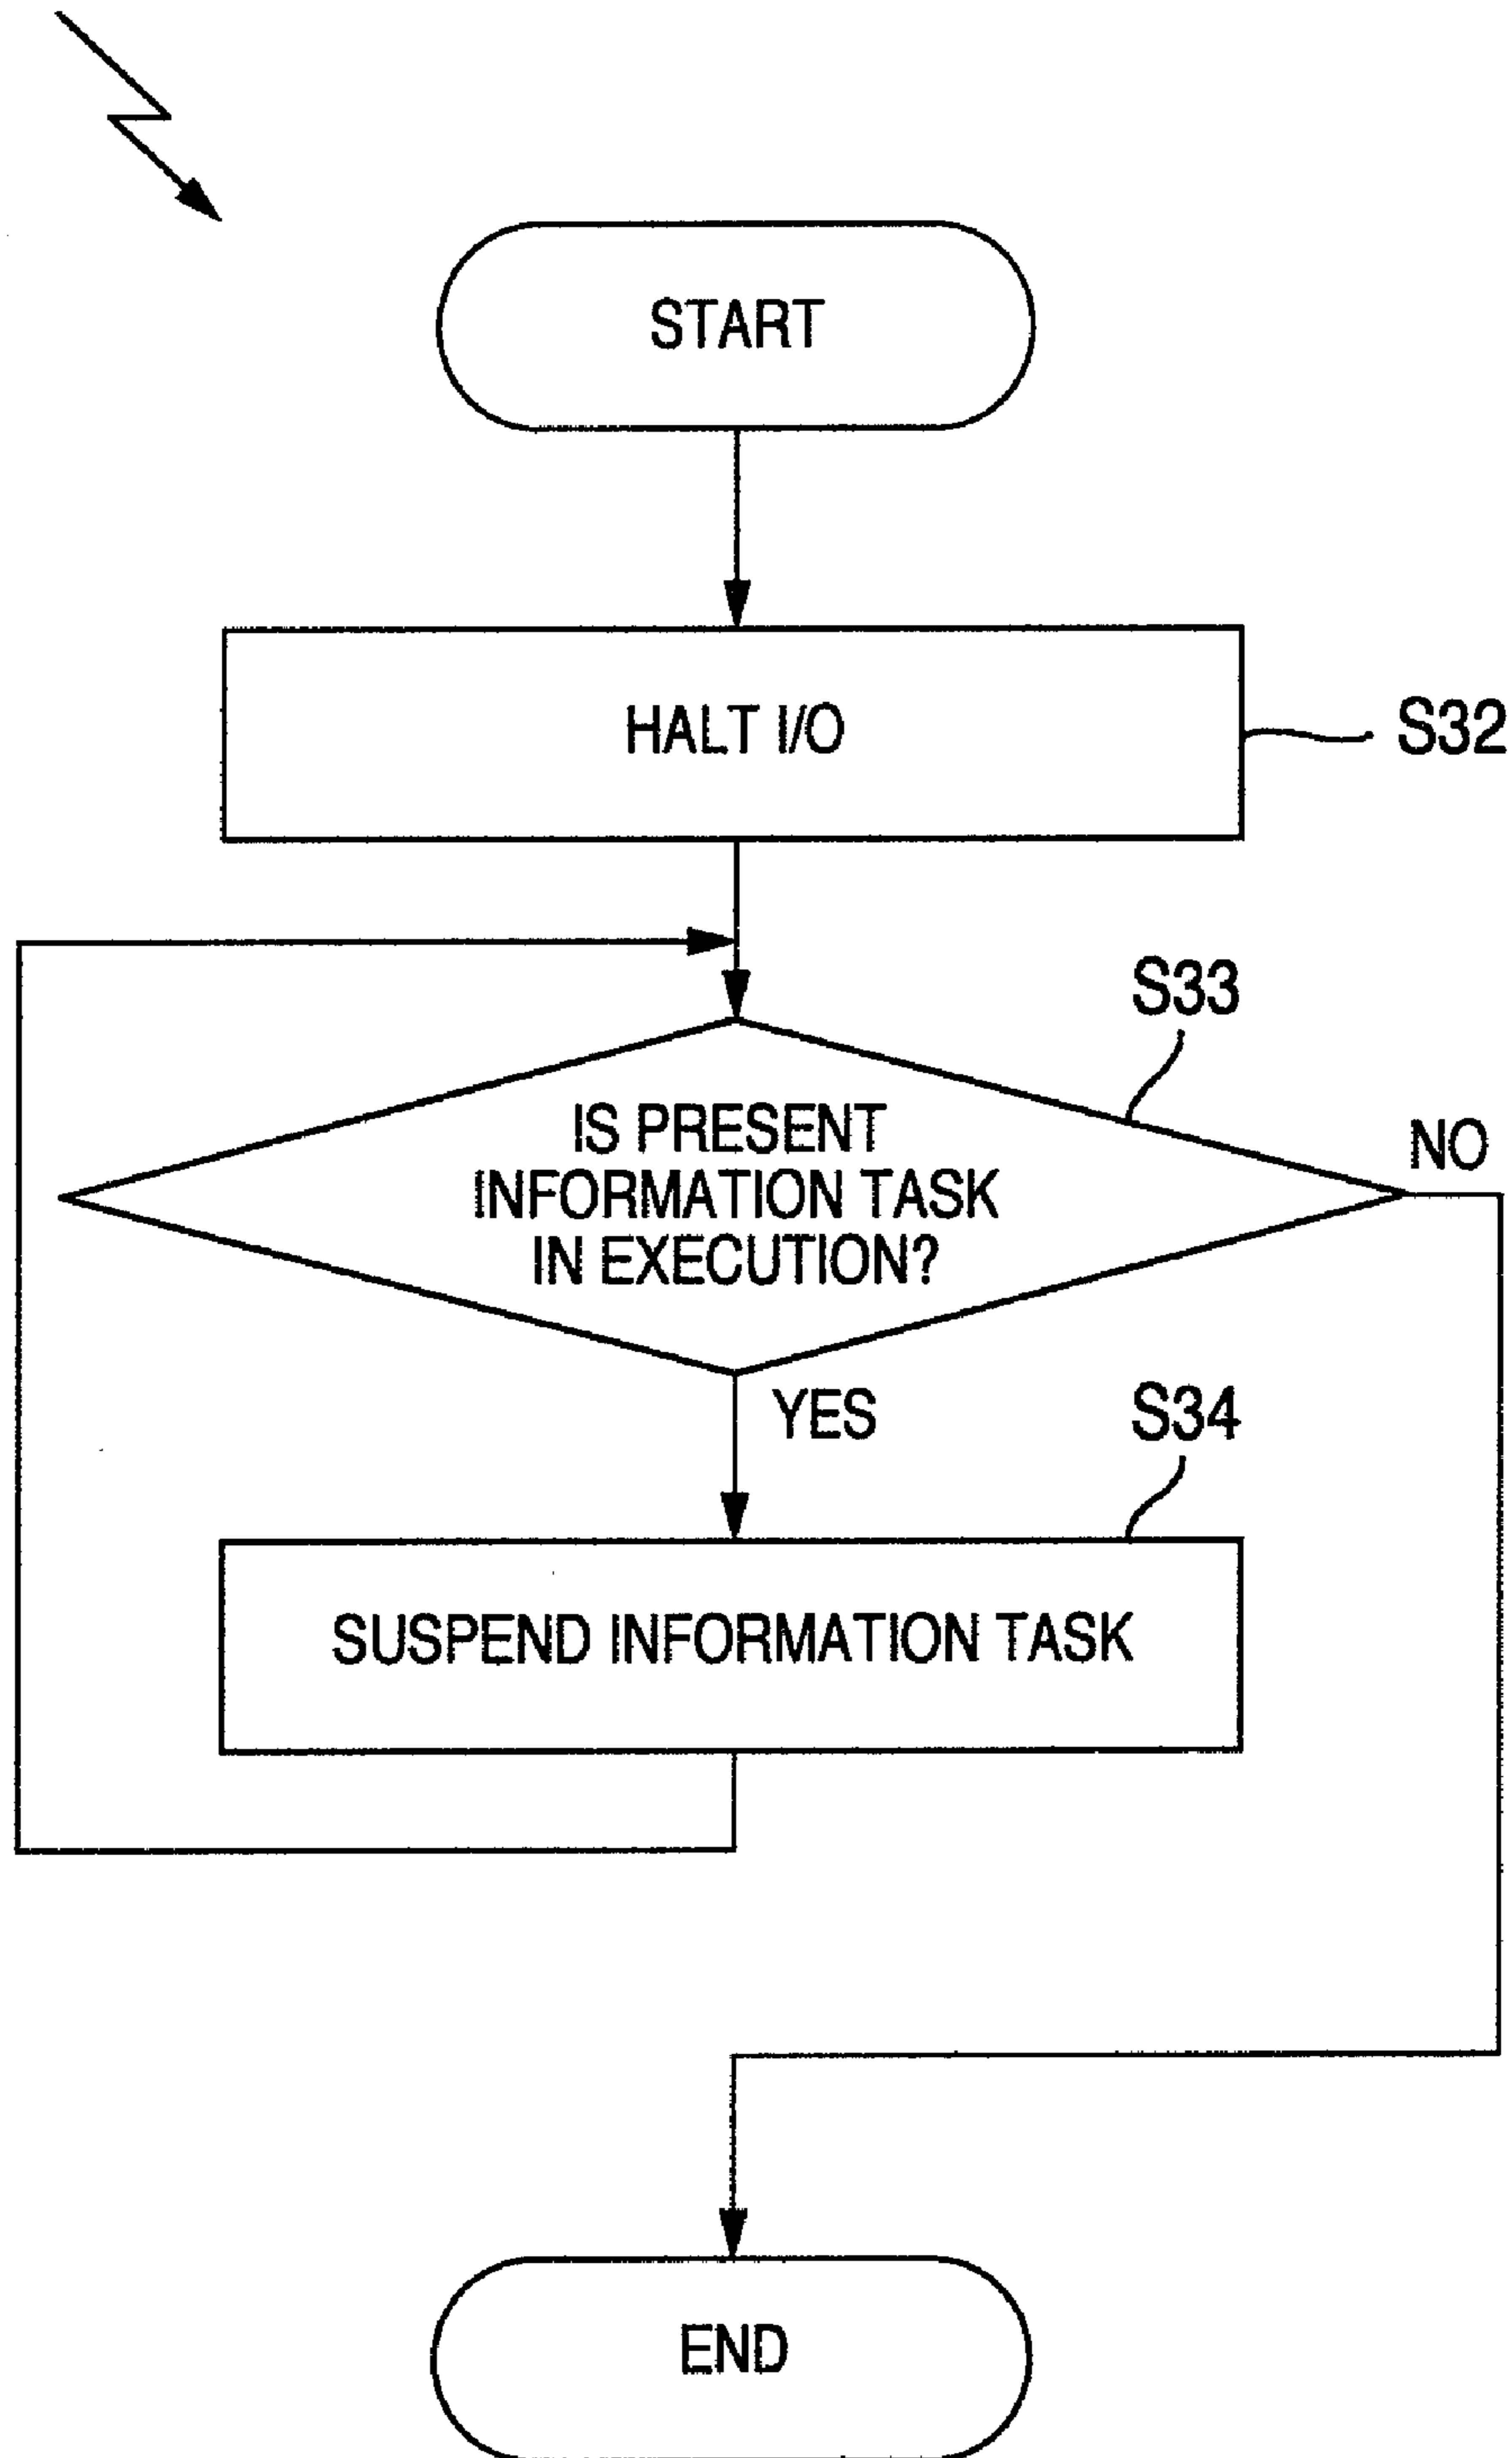 START
HALT I/O
S32
S33
IS PRESENT
INFORMATION TASK
IN EXECUTION?
NO
YES
S34
SUSPEND INFORMATION TASK
END